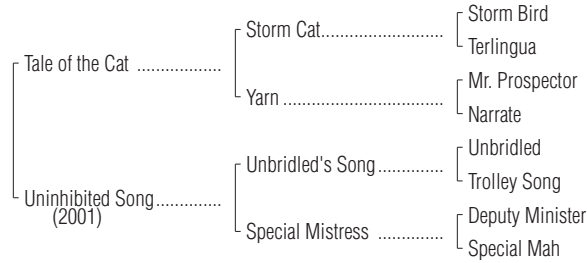 Storm Bird
Storm Cat..........................
Terlingua
Tale of the Cat ..................
Mr. Prospector
Yarn ..................................
Narrate
Unbridled
Unbridled's Song..............
Trolley Song
Uninhibited Song..............
(2001)
Deputy Minister
Special Mistress ..............
Special Mah